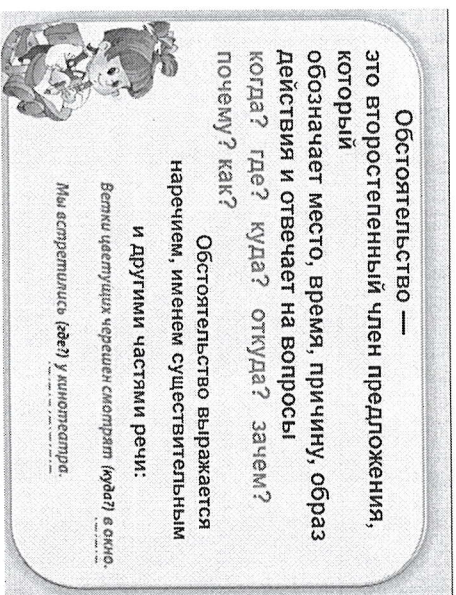 Обстоятельство —
это второстепенный член предложения,
который
обозначает место, время, причину, образ
действия и отвечает на вопросы
когда? где? куда? откуда? зачем?
почему? как?
Обстоятельство выражается
наречием, именем существительным
и другими частями речи:
Ветки цветущих черешен смотрят (куда?) в окно.
Мы встретились (где?) у кинотеатра.